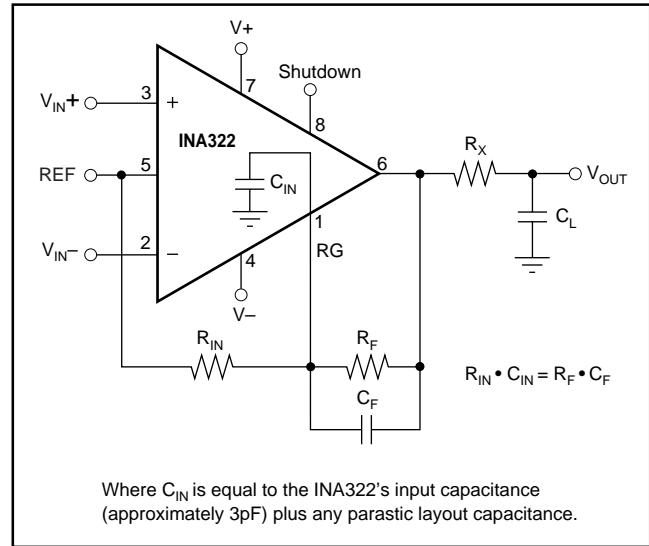 V+
7
Shutdown
8
V_IN+
3
+
INA322
REF
5
C_IN
6
R_X
V_OUT
C_L
1
RG
V_IN−
2
−
4
V−
R_IN
R_F
C_F
R_IN • C_IN = R_F • C_F
Where C_IN is equal to the INA322's input capacitance
(approximately 3pF) plus any parastic layout capacitance.